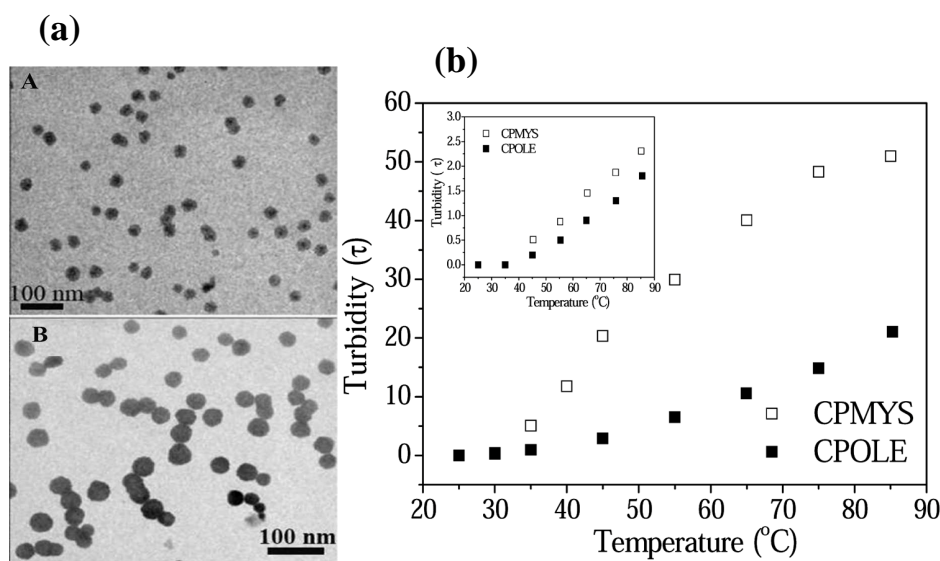 (a)
A
100 nm
B
100 nm
(b)
Turbidity (τ)
60
50
40
30
20
10
0
20 30 40 50 60 70 80 90
Temperature (°C)
CPMYS
CPOLE
Turbidity ( τ)
3.0
2.5
2.0
1.5
1.0
0.5
0.0
20 30 40 50 60 70 80 90
Temperature (°C)
CPMYS
CPOLE